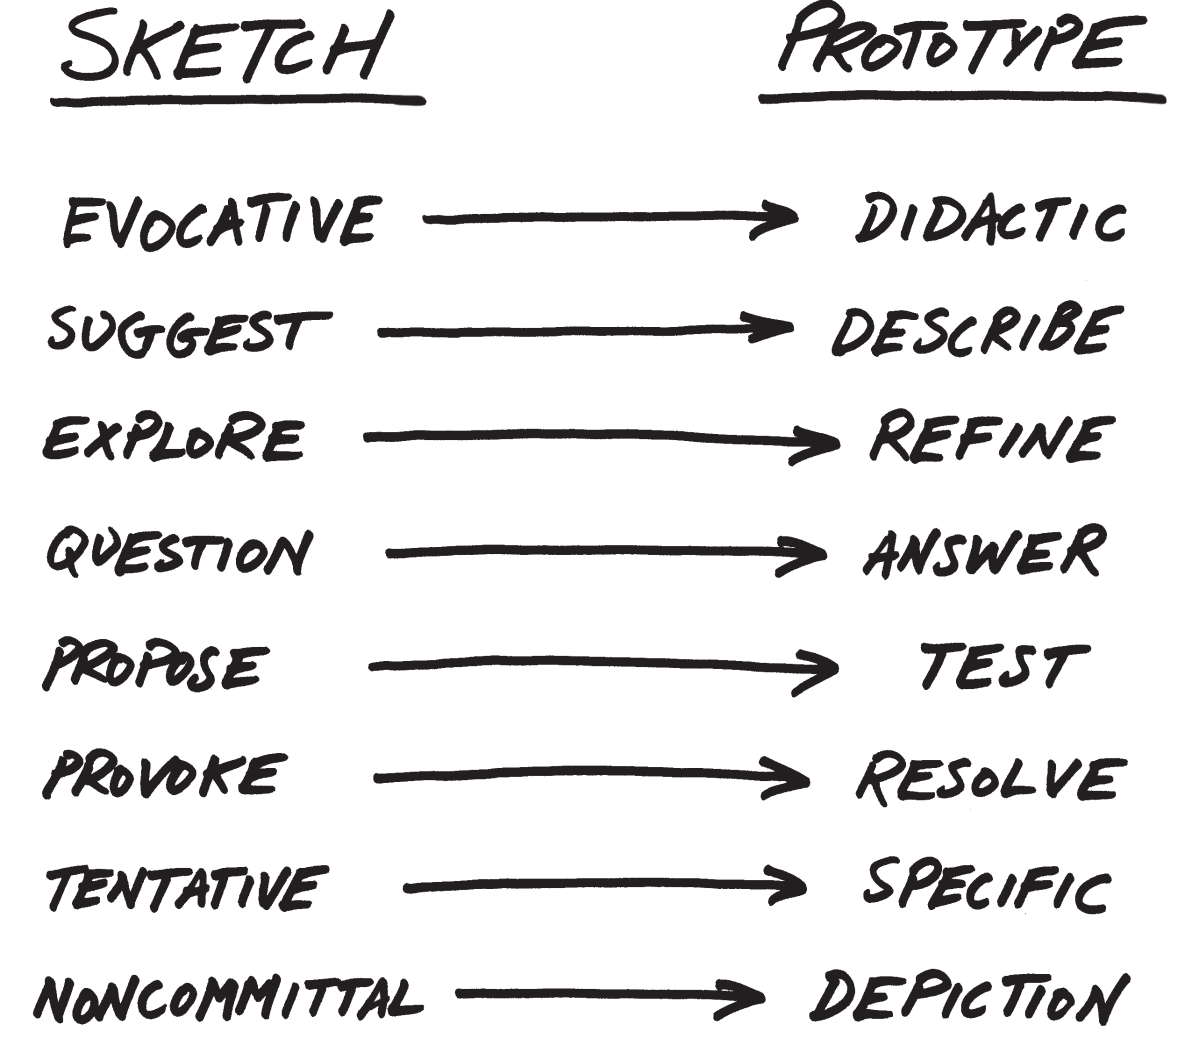 SKETCH PROTOTYPE
EVOCATIVE DIDACTIC
SUGGEST DESCRIBE
EXPLORE REFINE
QUESTION ANSWER
PROPOSE TEST
PROVOKE RESOLVE
TENTATIVE SPECIFIC
NONCOMMITTAL DEPICTION